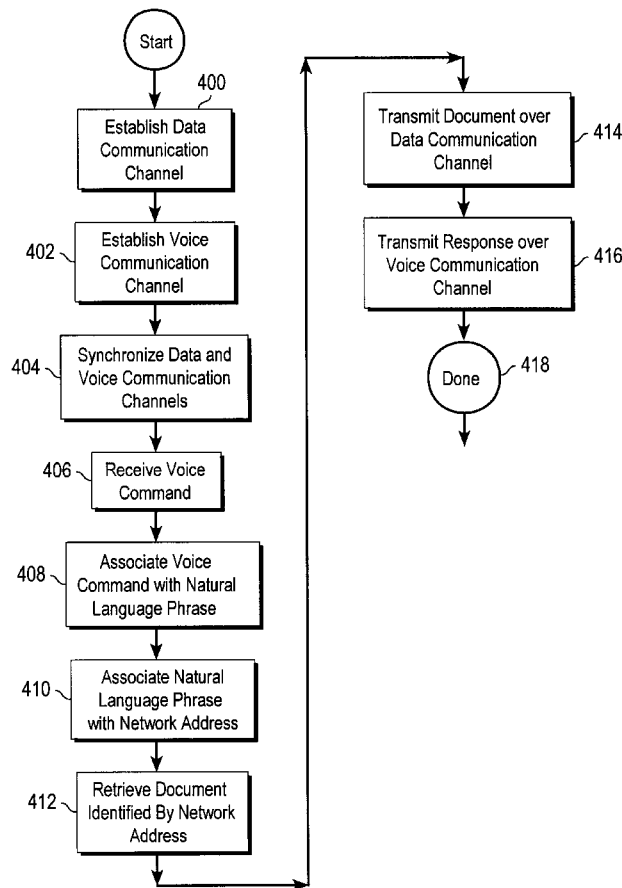 Start
400
Establish Data
Communication
Channel
402
Establish Voice
Communication
Channel
404
Synchronize Data and
Voice Communication
Channels
406
Receive Voice
Command
408
Associate Voice
Command with Natural
Language Phrase
410
Associate Natural
Language Phrase
with Network Address
412
Retrieve Document
Identified By Network
Address
Transmit Document over
Data Communication
Channel
414
Transmit Response over
Voice Communication
Channel
416
Done
418